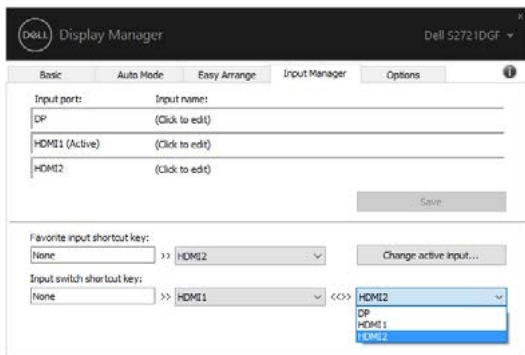 DELL Display Manager Dell S2721DGF
Basic Auto Mode Easy Arrange Input Manager Options
Input port: Input name:
DP (Click to edit)
HDMI1 (Active) (Click to edit)
HDMI2 (Click to edit)
Save
Favorite input shortcut key:
None >> HDMI2 Change active input...
Input switch shortcut key:
None >> HDMI1 <<>> HDMI2
DP
HDMI1
HDMI2